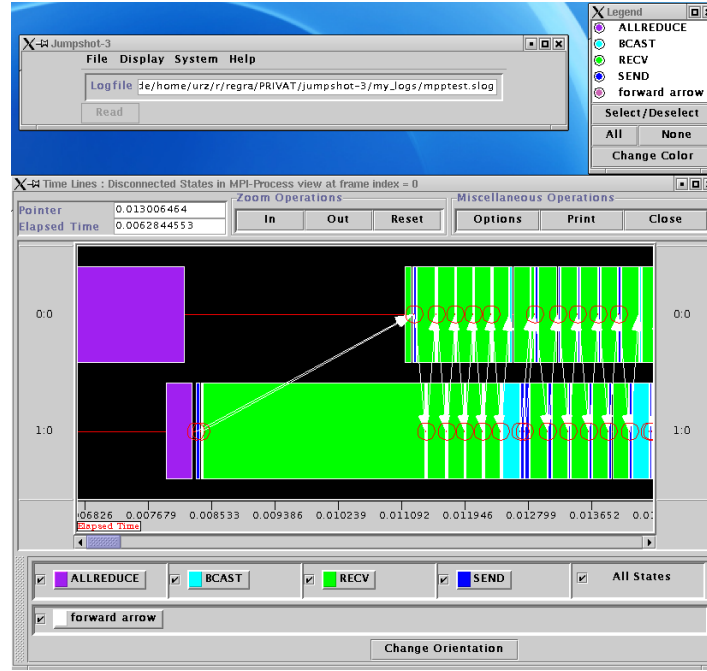 Jumpshot-3
File Display System Help
Logfile de/home/urz/r/regra/PRIVAT/jumpshot-3/my_logs/mpptest.slog
Read
Legend
ALLREDUCE
BCAST
RECV
SEND
forward arrow
Select/Deselect
All None
Change Color
Time Lines : Disconnected States in MPI-Process view at frame index = 0
Pointer 0.013006464
Elapsed Time 0.0062844553
Zoom Operations
In Out Reset
Miscellaneous Operations
Options Print Close
0:0 0:0
1:0 1:0
06826 0.007679 0.008533 0.009386 0.010239 0.011092 0.011946 0.012799 0.013652 0.01
Elapsed Time
ALLREDUCE BCAST RECV SEND All States
forward arrow
Change Orientation